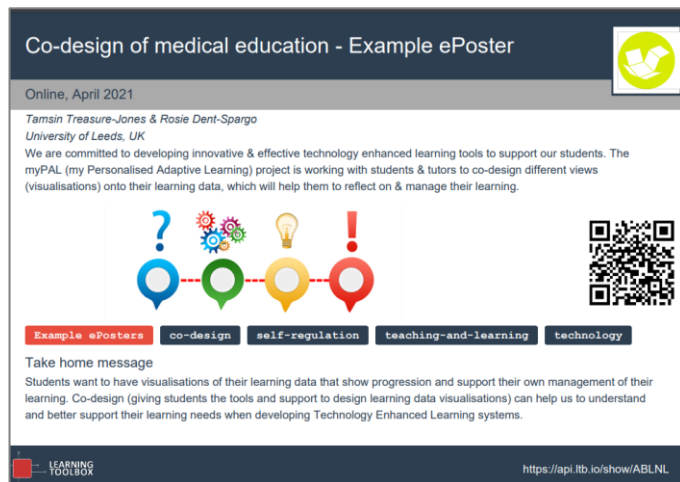 Co-design of medical education - Example ePoster
Online, April 2021
Tamsin Treasure-Jones & Rosie Dent-Spargo
University of Leeds, UK
We are committed to developing innovative & effective technology enhanced learning tools to support our students. The
myPAL (my Personalised Adaptive Learning) project is working with students & tutors to co-design different views
(visualisations) onto their learning data, which will help them to reflect on & manage their learning.
? !
Example ePosters co-design self-regulation teaching-and-learning technology
Take home message
Students want to have visualisations of their learning data that show progression and support their own management of their
learning. Co-design (giving students the tools and support to design learning data visualisations) can help us to understand
and better support their learning needs when developing Technology Enhanced Learning systems.
LEARNING
TOOLBOX
https://api.ltb.io/show/ABLNL